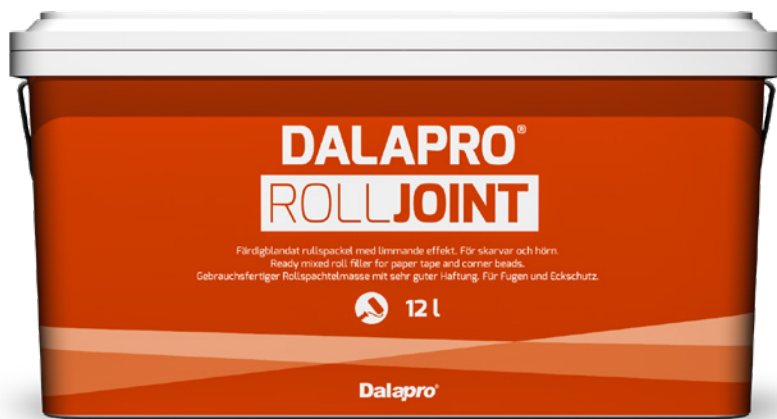 DALAPRO®
ROLLJOINT
Färdigblandat rullspackel med limmande effekt. För skarvar och hörn.
Ready mixed roll filler for paper tape and corner beads.
Gebrauchsfertiger Rollspachtelmasse mit sehr guter Haftung. Für Fugen und Eckschutz.
12 l
Dalapro®